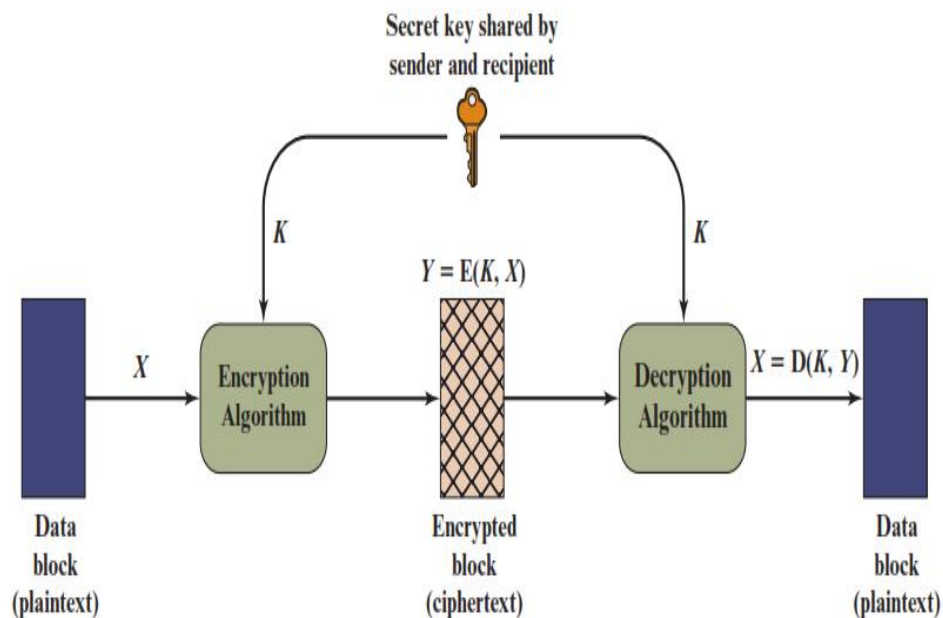 Secret key shared by
sender and recipient
K
K
Y = E(K, X)
X
Encryption
Algorithm
Decryption
Algorithm
X = D(K, Y)
Data
block
(plaintext)
Encrypted
block
(ciphertext)
Data
block
(plaintext)